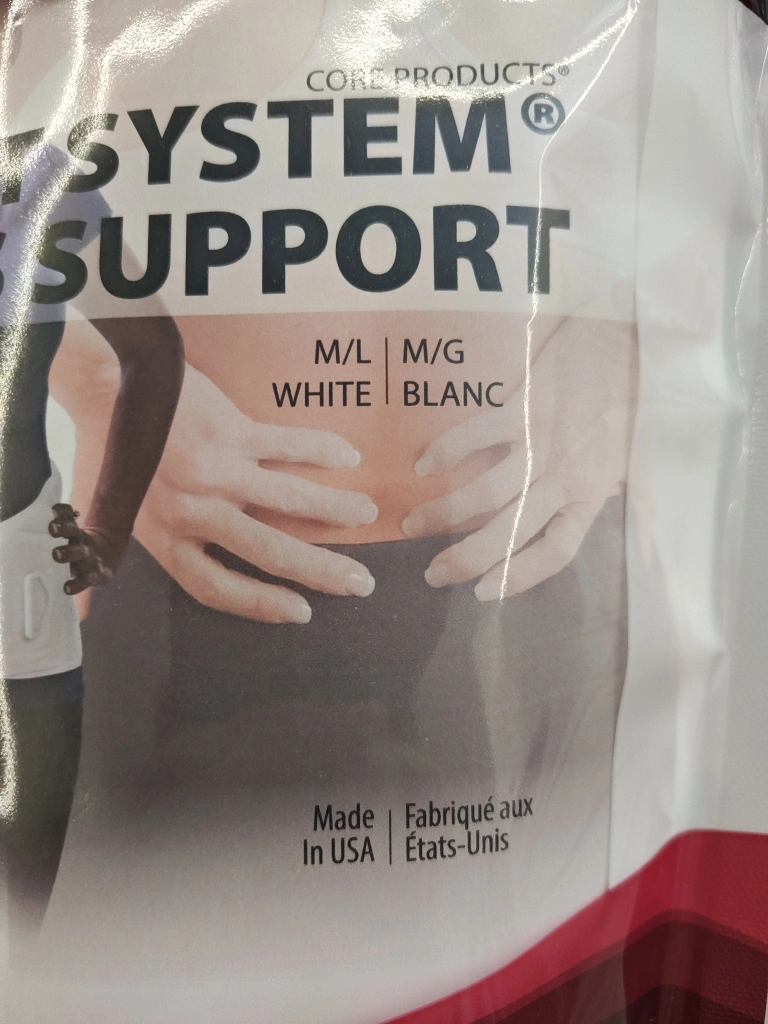 CORE PRODUCTS®
SYSTEM®
SUPPORT
M/L | M/G
WHITE | BLANC
Made | Fabriqué aux
In USA | États-Unis